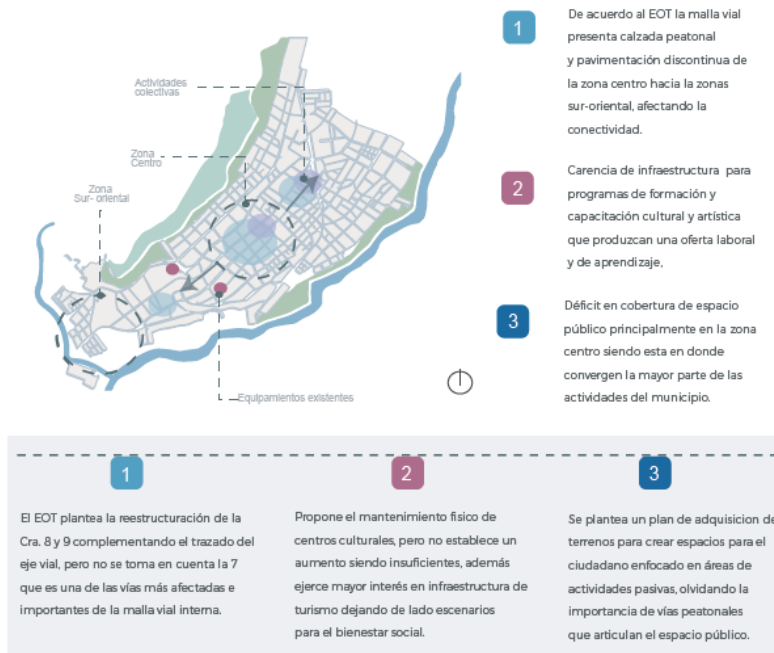 Actividades
colectivas
Zona
Centro
Zona
Sur- oriental
Equipamientos existentes
1
De acuerdo al EOT la malla vial
presenta calzada peatonal
y pavimentación discontinua de
la zona centro hacia la zonas
sur-oriental, afectando la
conectividad.
2
Carencia de infraestructura para
programas de formación y
capacitación cultural y artística
que produzcan una oferta laboral
y de aprendizaje,
3
Déficit en cobertura de espacio
público principalmente en la zona
centro siendo esta en donde
convergen la mayor parte de las
actividades del municipio.
1
El EOT plantea la reestructuración de la
Cra. 8 y 9 complementando el trazado del
eje vial, pero no se toma en cuenta la 7
que es una de las vías más afectadas e
importantes de la malla vial interna.
2
Propone el mantenimiento fisico de
centros culturales, pero no establece un
aumento siendo insuficientes, además
ejerce mayor interés en infraestructura de
turismo dejando de lado escenarios
para el bienestar social.
3
Se plantea un plan de adquisicion de
terrenos para crear espacios para el
ciudadano enfocado en áreas de
actividades pasivas, olvidando la
importancia de vías peatonales
que articulan el espacio público.